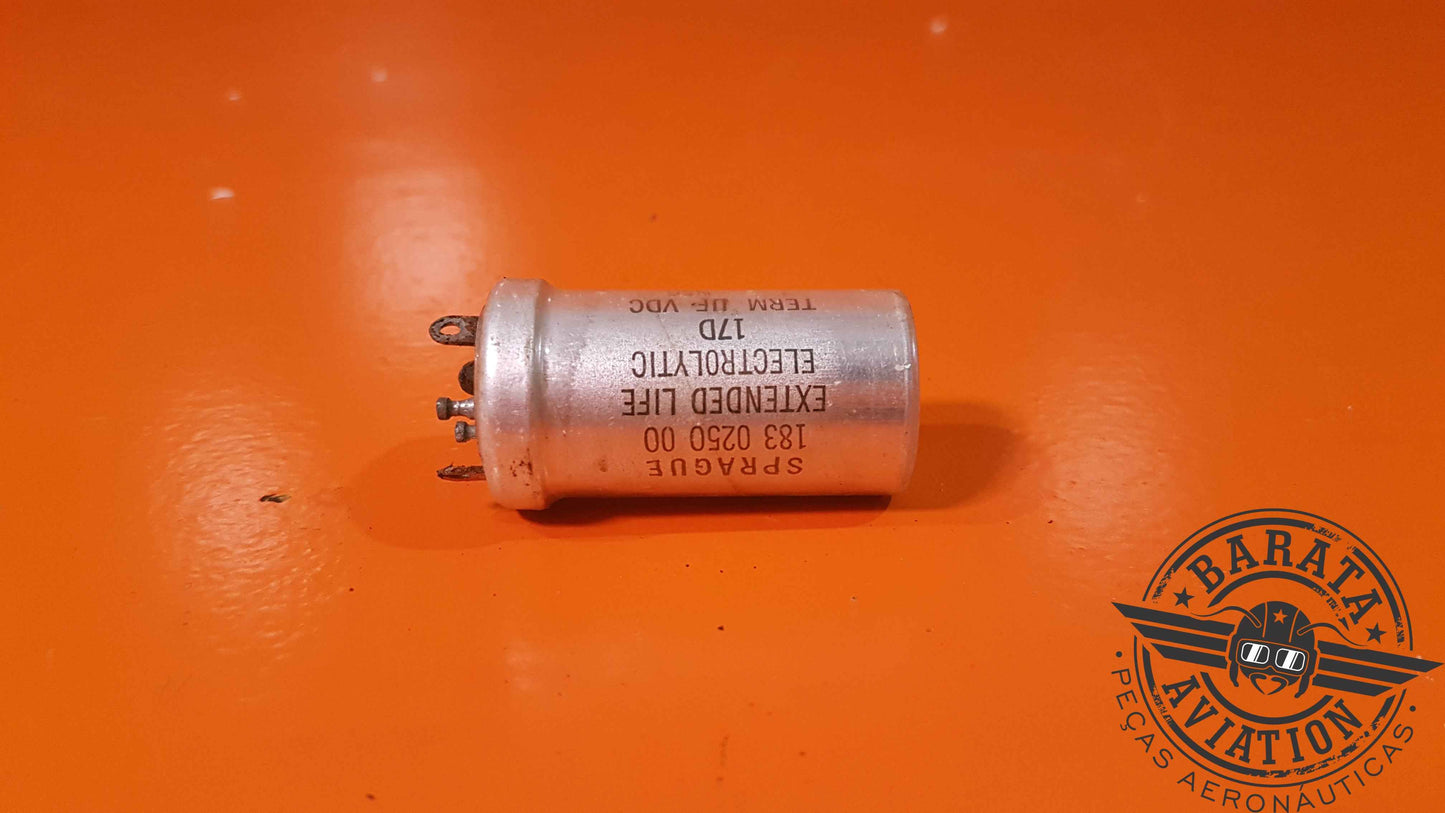 SPRAGUE
183 0250 00
EXTENDED LIFE
ELECTROLYTIC
17D
TERM UF VDC
BARATA
AVIATION
PEÇAS AERONÁUTICAS